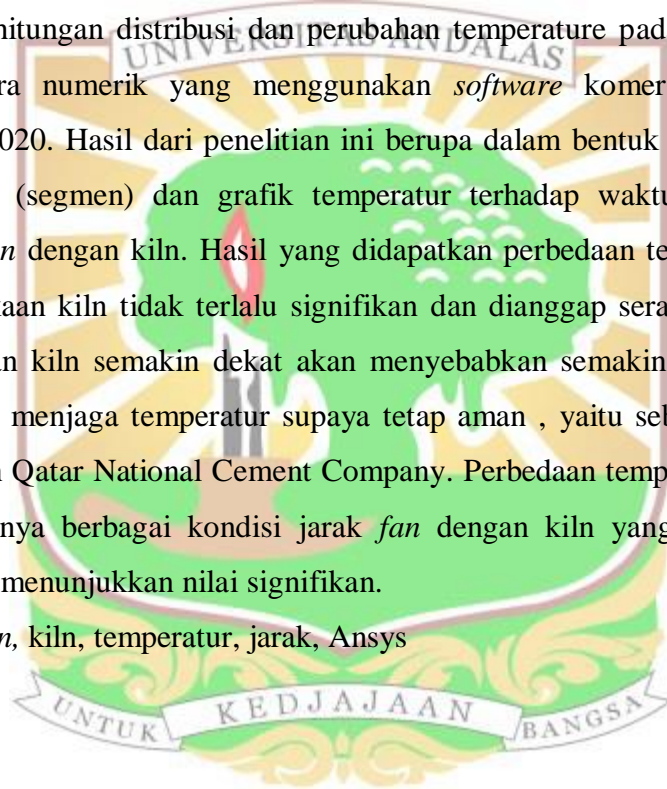 hitungan distribusi dan perubahan temperature pad
UNIVERSITAS ANDALAS
ra numerik yang menggunakan software komer
020. Hasil dari penelitian ini berupa dalam bentuk
(segmen) dan grafik temperatur terhadap waktu
n dengan kiln. Hasil yang didapatkan perbedaan te
kaan kiln tidak terlalu signifikan dan dianggap sera
n kiln semakin dekat akan menyebabkan semakin
menjaga temperatur supaya tetap aman , yaitu sel
n Qatar National Cement Company. Perbedaan temp
nya berbagai kondisi jarak fan dengan kiln yang
menunjukkan nilai signifikan.
n, kiln, temperatur, jarak, Ansys
UNTUK KEDJAJAAN BANGSA